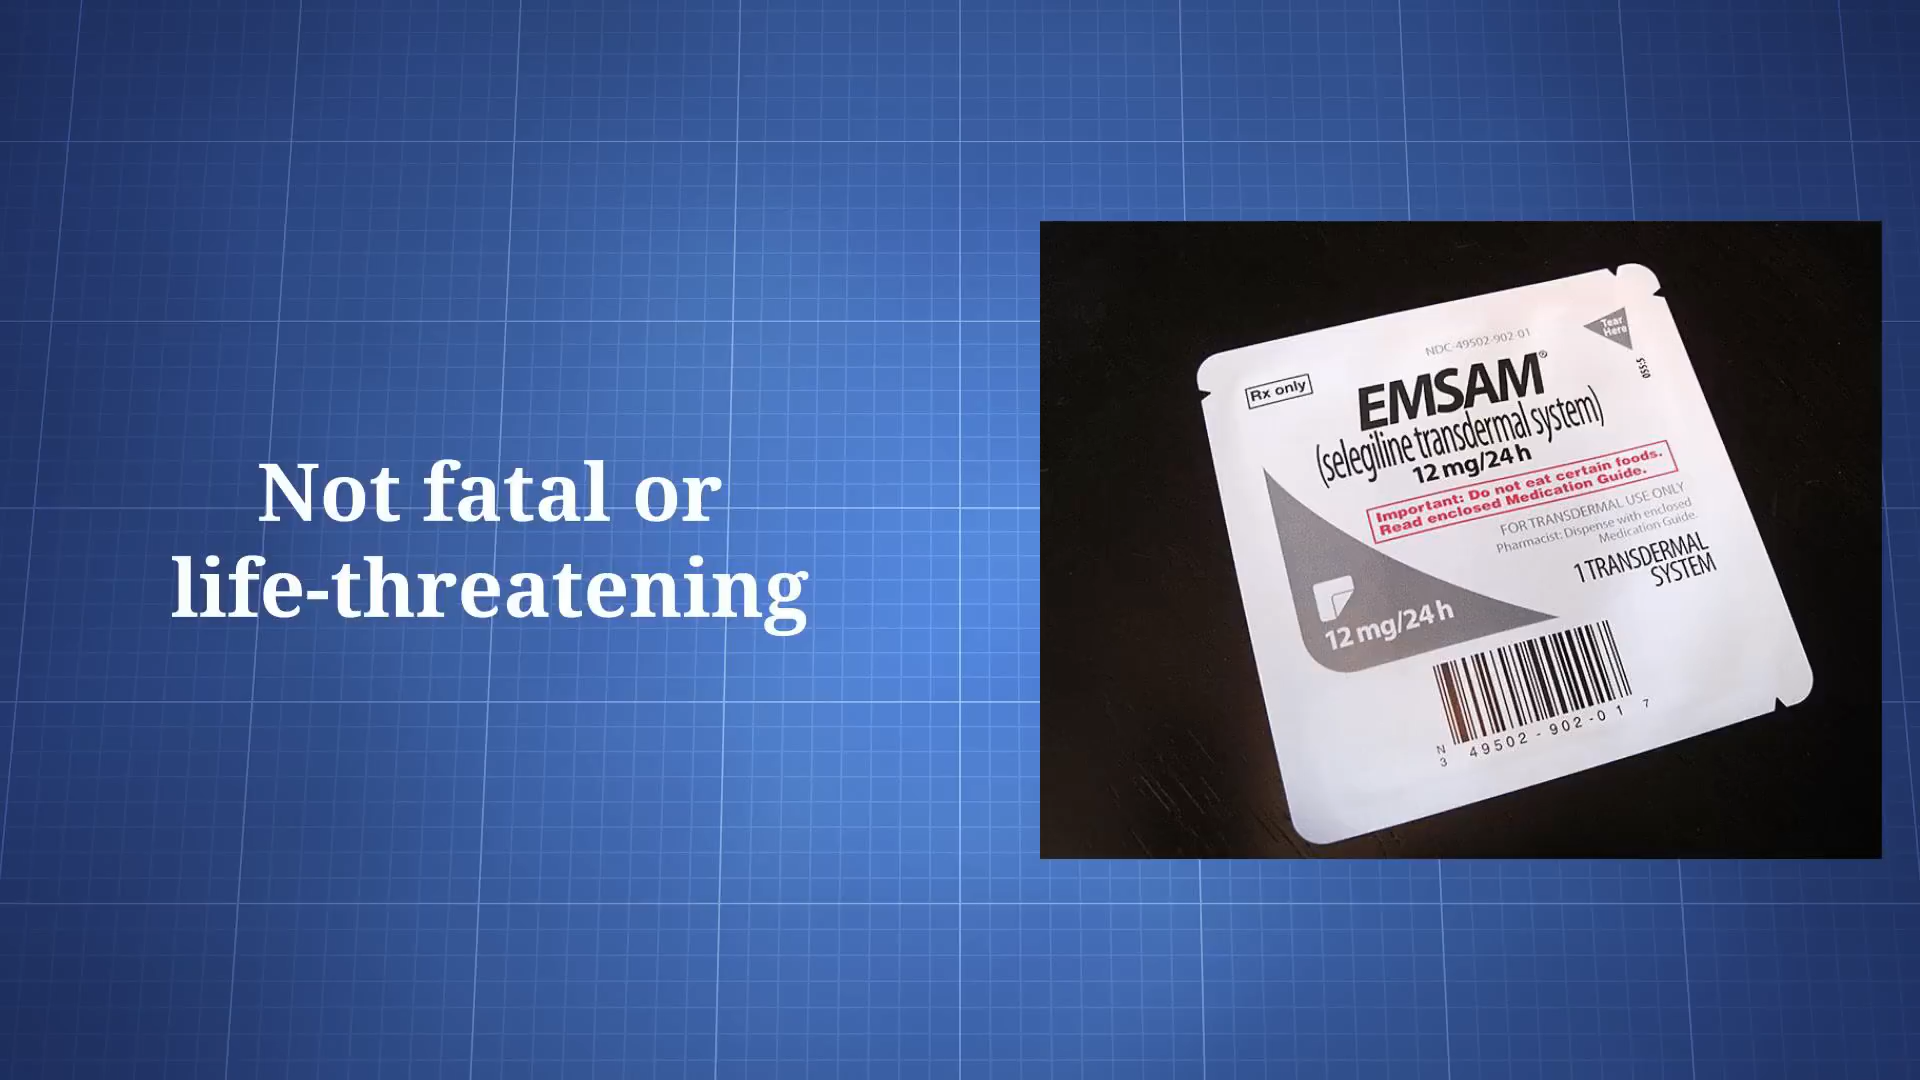 Not fatal or
life-threatening
NDC-49502-902-01
Tear
Here
Rx only
EMSAM®
(selegiline transdermal system)
12 mg/24 h
Important: Do not eat certain foods.
Read enclosed Medication Guide.
FOR TRANSDERMAL USE ONLY
Pharmacist: Dispense with enclosed
Medication Guide.
1 TRANSDERMAL
SYSTEM
12 mg/24 h
N
3 49502-902-01 7